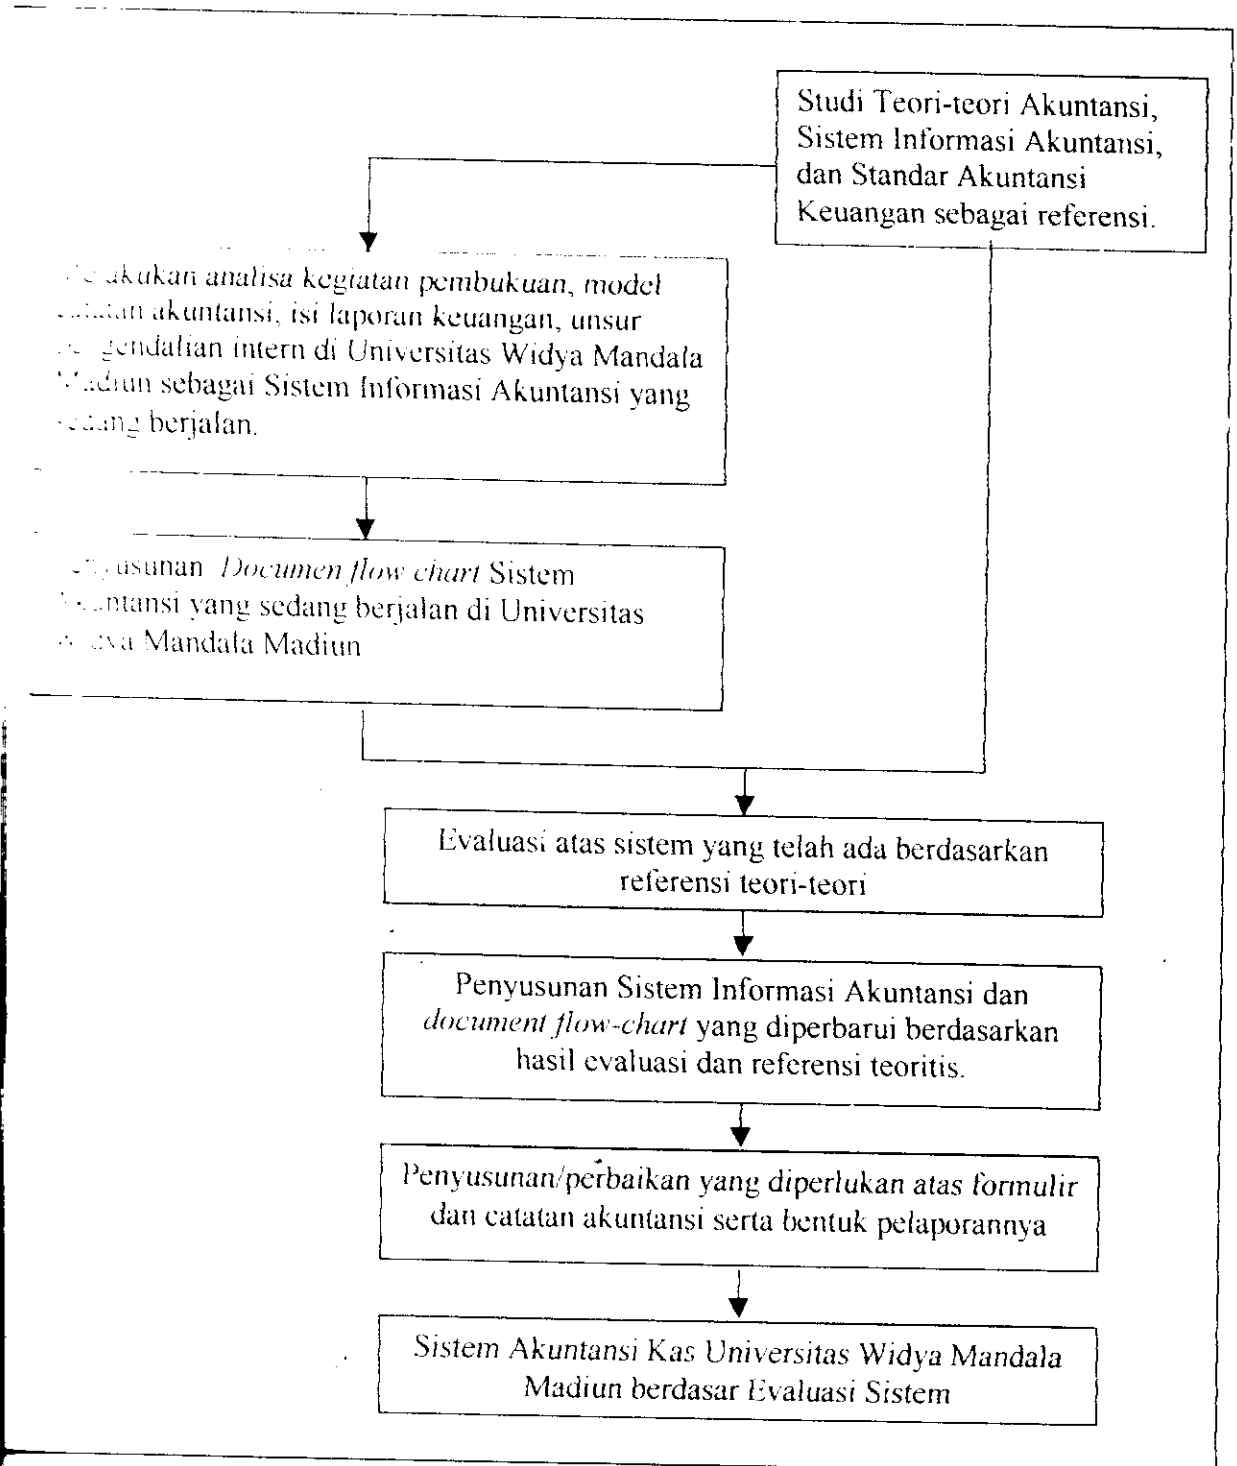 Studi Teori-teori Akuntansi,
Sistem Informasi Akuntansi,
dan Standar Akuntansi
Keuangan sebagai referensi.
analisa kegiatan pembukuan, model
akuntansi, isi laporan keuangan, unsur
intern di Universitas Widya Mandala
Madiun sebagai Sistem Informasi Akuntansi yang
sedang berjalan.
Documen flow chart Sistem
yang sedang berjalan di Universitas
Mandala Madiun
Evaluasi atas sistem yang telah ada berdasarkan
referensi teori-teori
Penyusunan Sistem Informasi Akuntansi dan
document flow-chart yang diperbarui berdasarkan
hasil evaluasi dan referensi teoritis.
Penyusunan/perbaikan yang diperlukan atas formulir
dan catatan akuntansi serta bentuk pelaporannya
Sistem Akuntansi Kas Universitas Widya Mandala
Madiun berdasar Evaluasi Sistem